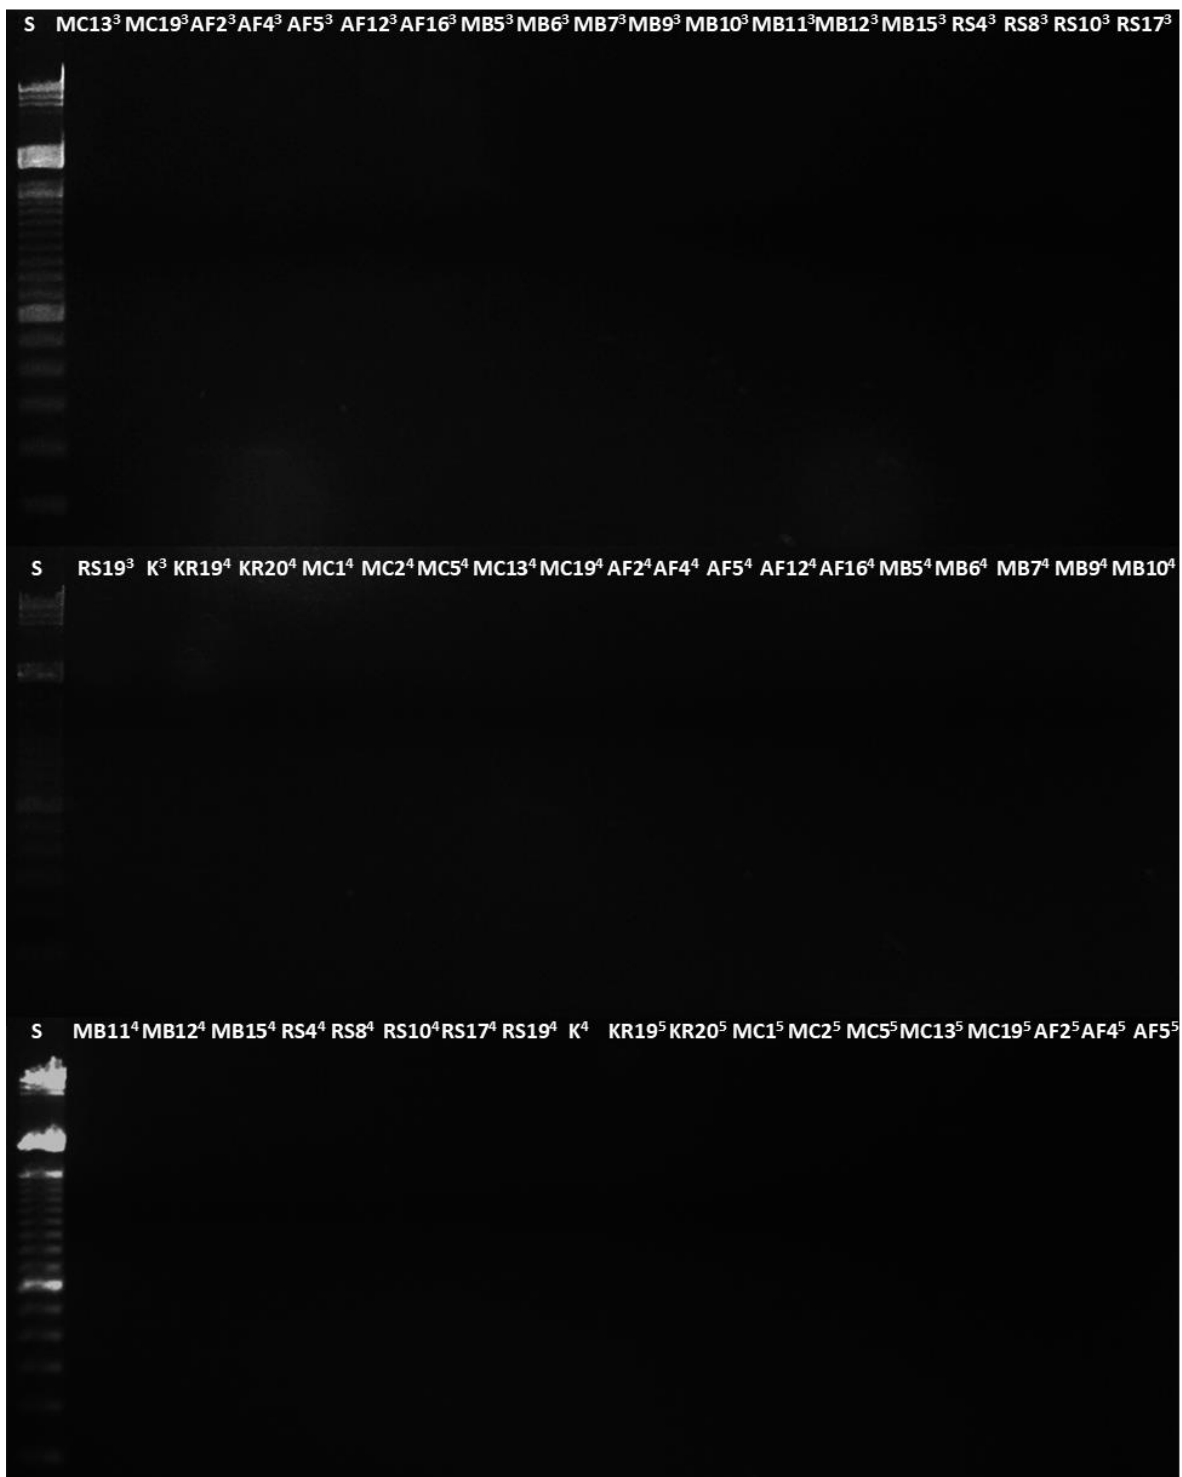 S MC13³ MC19³ AF2³ AF4³ AF5³ AF12³ AF16³ MB5³ MB6³ MB7³ MB9³ MB10³ MB11³ MB12³ MB15³ RS4³ RS8³ RS10³ RS17³
S RS19³ K³ KR19⁴ KR20⁴ MC1⁴ MC2⁴ MC5⁴ MC13⁴ MC19⁴ AF2⁴ AF4⁴ AF5⁴ AF12⁴ AF16⁴ MB5⁴ MB6⁴ MB7⁴ MB9⁴ MB10⁴
S MB11⁴ MB12⁴ MB15⁴ RS4⁴ RS8⁴ RS10⁴ RS17⁴ RS19⁴ K⁴ KR19⁵ KR20⁵ MC1⁵ MC2⁵ MC5⁵ MC13⁵ MC19⁵ AF2⁵ AF4⁵ AF5⁵